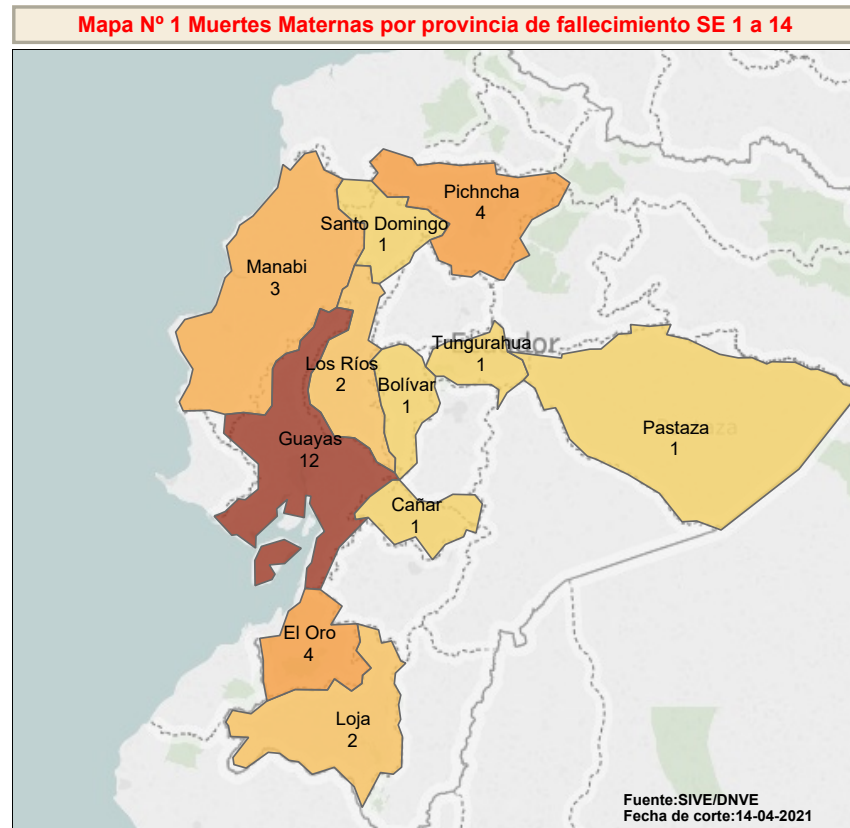 Mapa Nº 1 Muertes Maternas por provincia de fallecimiento SE 1 a 14
Pichncha
4
Santo Domingo
1
Manabi
3
Ecuador
Tungurahua
1
Los Ríos
2
Bolívar
1
Pastaza
1
Guayas
12
Cañar
1
El Oro
4
Loja
2
Fuente:SIVE/DNVE
Fecha de corte:14-04-2021